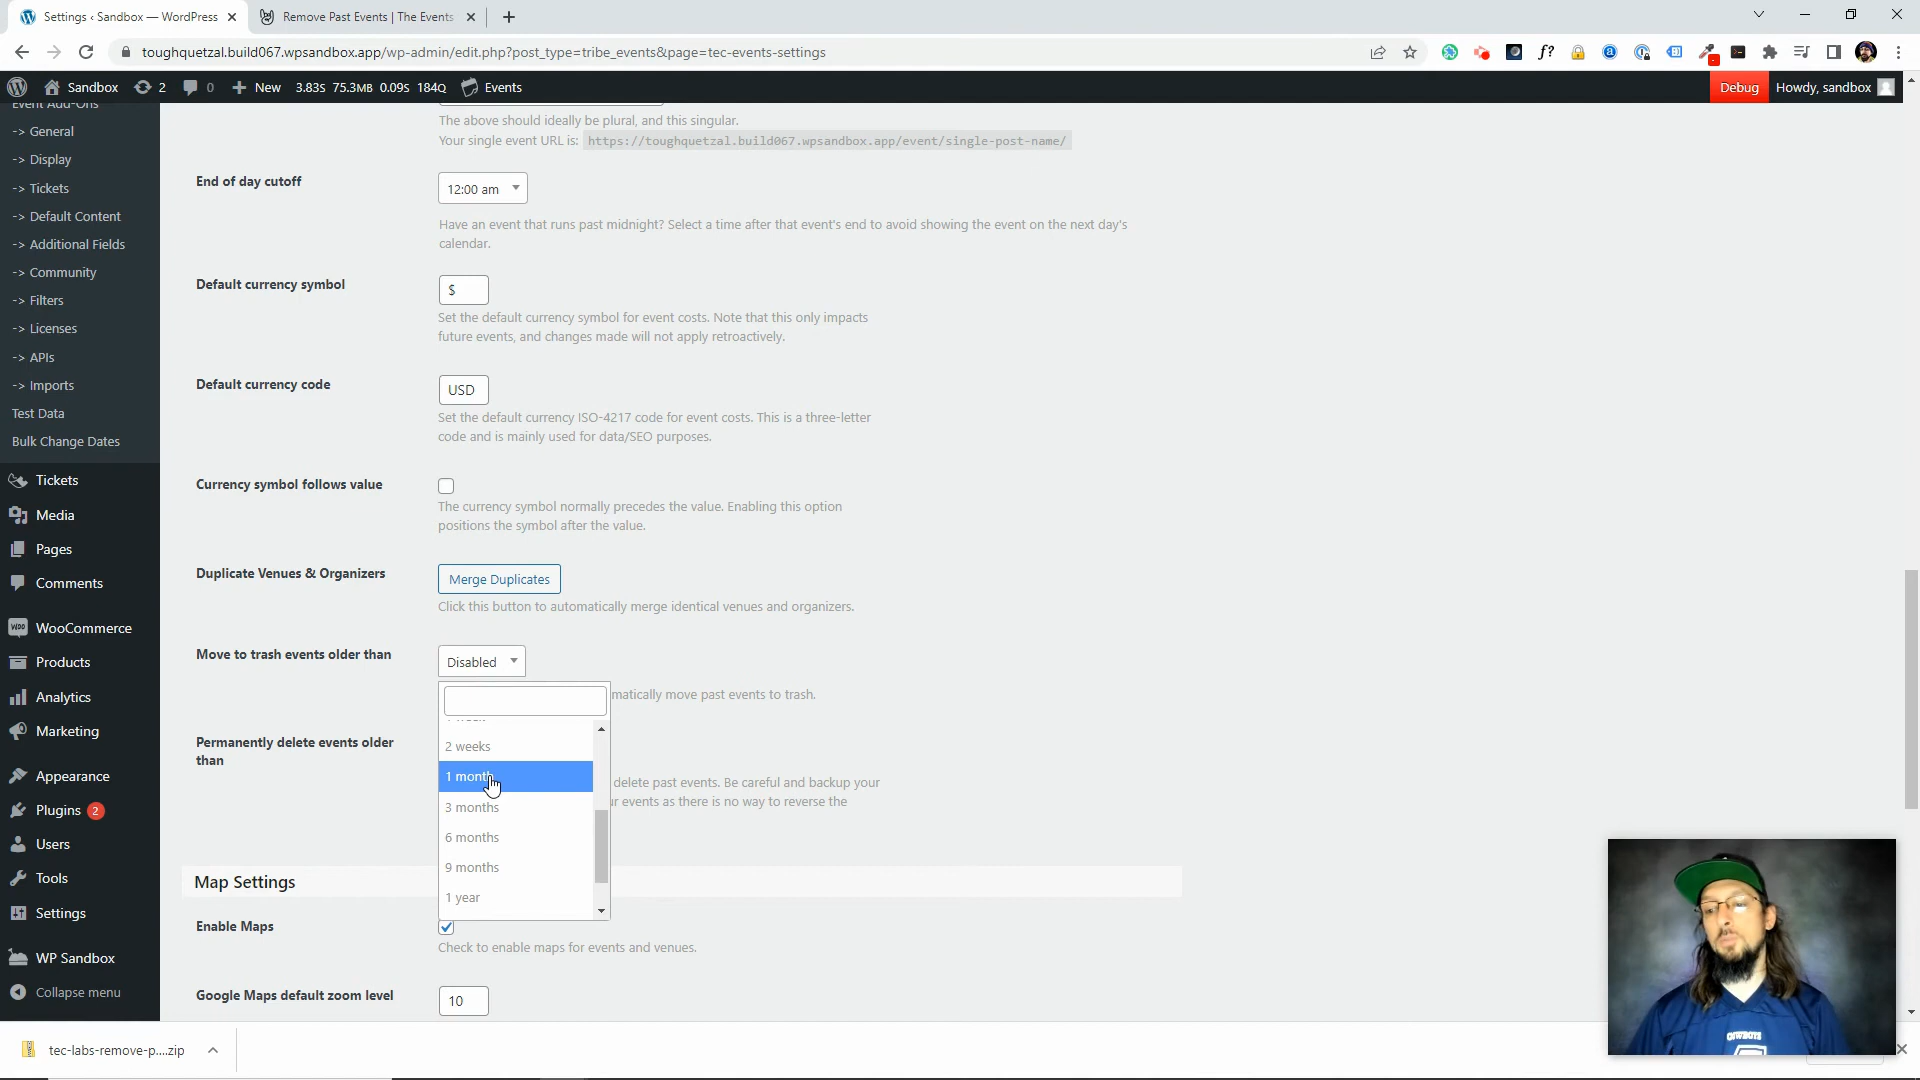 Settings ‹ Sandbox — WordPress
Remove Past Events | The Events
toughquetzal.build067.wpsandbox.app/wp-admin/edit.php?post_type=tribe_events&page=tec-events-settings
Sandbox
2
0
New
3.83S 75.3MB 0.09S 184Q
Events
Debug
Howdy, sandbox
Event Add-Ons
-> General
-> Display
-> Tickets
-> Default Content
-> Additional Fields
-> Community
-> Filters
-> Licenses
-> APIs
-> Imports
Test Data
Bulk Change Dates
Tickets
Media
Pages
Comments
WooCommerce
Products
Analytics
Marketing
Appearance
Plugins 2
Users
Tools
Settings
WP Sandbox
Collapse menu
The above should ideally be plural, and this singular.
Your single event URL is: https://toughquetzal.build067.wpsandbox.app/event/single-post-name/
End of day cutoff
12:00 am
Have an event that runs past midnight? Select a time after that event's end to avoid showing the event on the next day's
calendar.
Default currency symbol
$
Set the default currency symbol for event costs. Note that this only impacts
future events, and changes made will not apply retroactively.
Default currency code
USD
Set the default currency ISO-4217 code for event costs. This is a three-letter
code and is mainly used for data/SEO purposes.
Currency symbol follows value
The currency symbol normally precedes the value. Enabling this option
positions the symbol after the value.
Duplicate Venues & Organizers
Merge Duplicates
Click this button to automatically merge identical venues and organizers.
Move to trash events older than
Disabled
matically move past events to trash.
2 weeks
1 month
3 months
6 months
9 months
1 year
Permanently delete events older
than
delete past events. Be careful and backup your
r events as there is no way to reverse the
Map Settings
Enable Maps
Check to enable maps for events and venues.
Google Maps default zoom level
10
tec-labs-remove-p....zip
COWBOYS